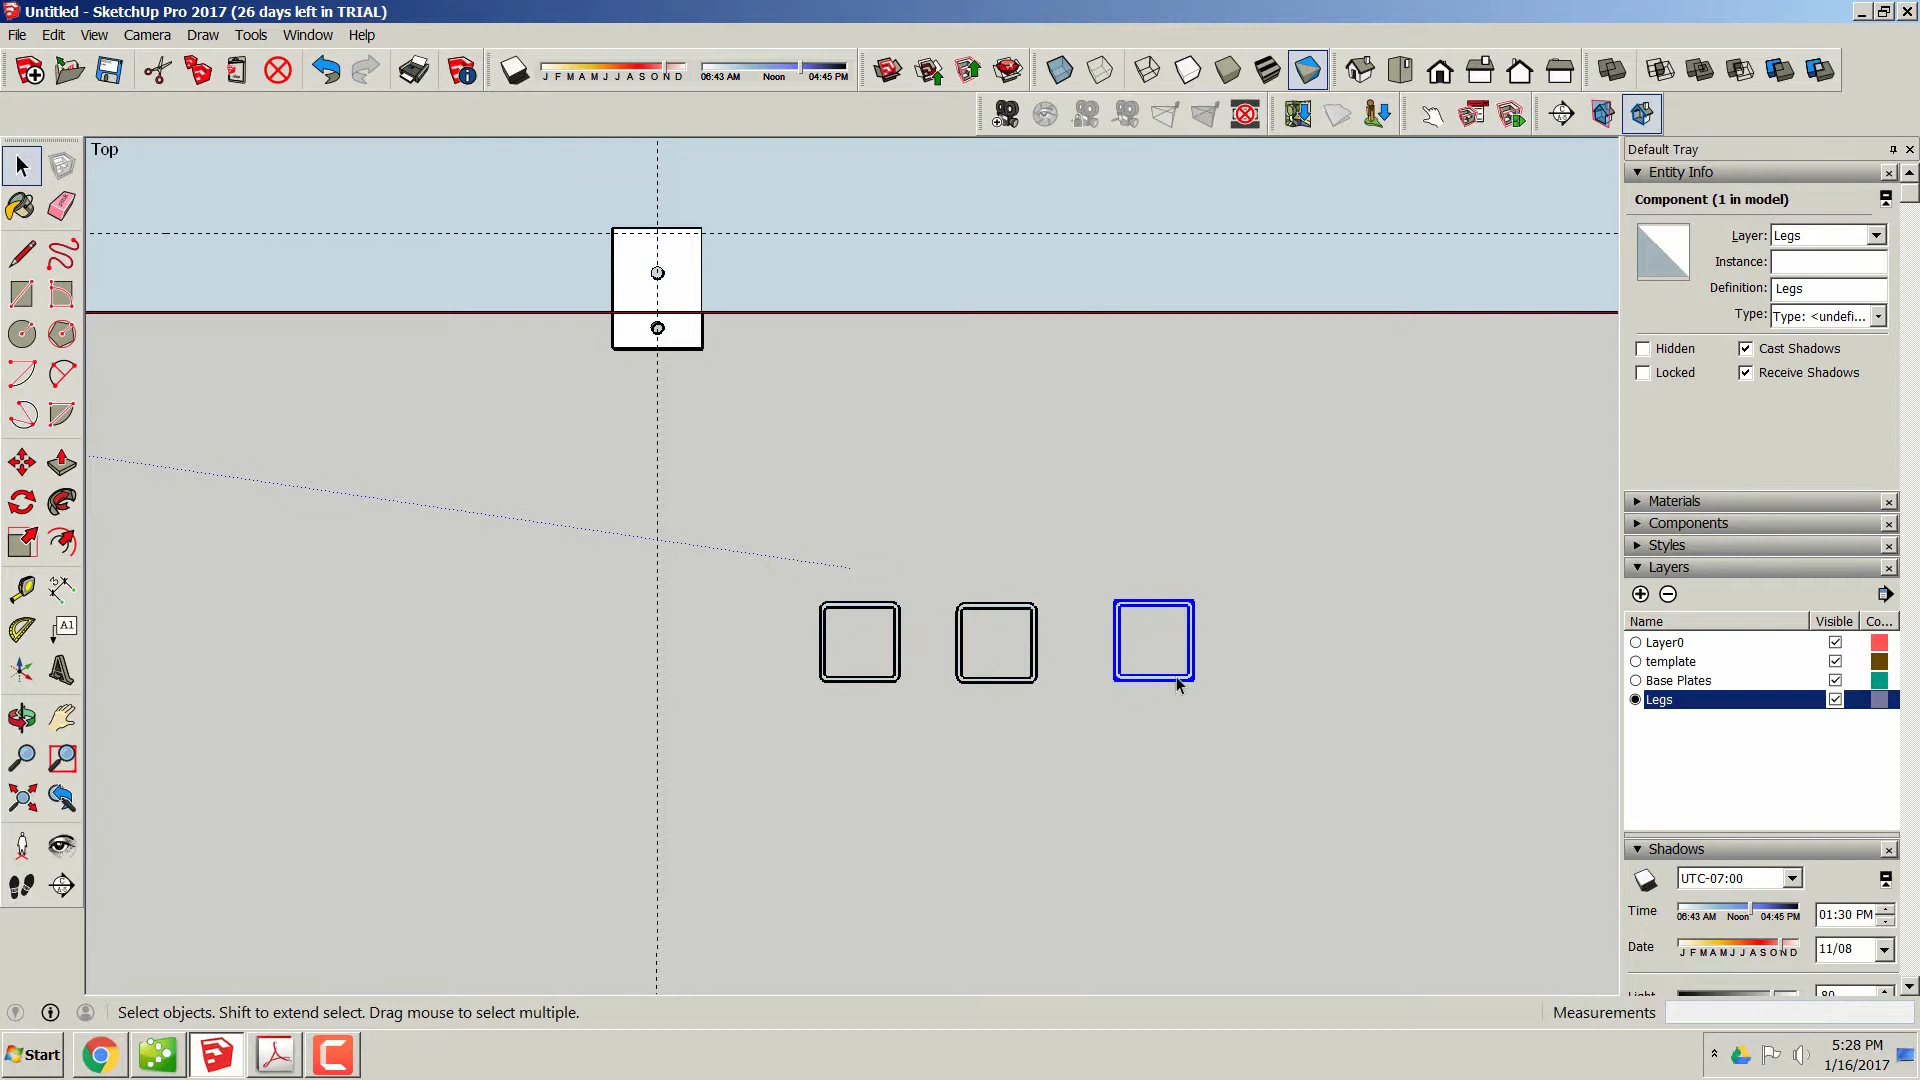 Untitled - SketchUp Pro 2017 (26 days left in TRIAL)
File Edit View Camera Draw Tools Window Help
J F M A M J J A S O N D 06:43 AM Noon 04:45 PM
Top
Default Tray
Entity Info
Component (1 in model)
Layer: Legs
Instance:
Definition: Legs
Type: Type: <undefi...
Hidden Cast Shadows
Locked Receive Shadows
Materials
Components
Styles
Layers
Name Visible Co...
Layer0
template
Base Plates
Legs
A1
Shadows
UTC-07:00
Time 06:43 AM Noon 04:45 PM 01:30 PM
Date J F M A M J J A S O N D 11/08
80
Select objects. Shift to extend select. Drag mouse to select multiple. Measurements
Start 5:28 PM
1/16/2017